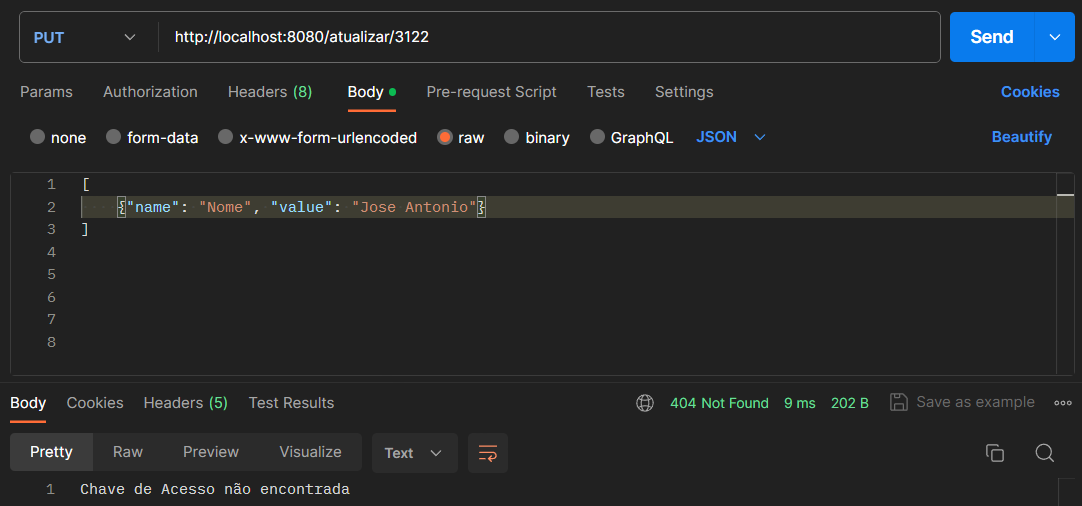 PUT http://localhost:8080/atualizar/3122 Send
Params Authorization Headers (8) Body Pre-request Script Tests Settings Cookies
none form-data x-www-form-urlencoded raw binary GraphQL JSON Beautify
1 [
2 {"name": "Nome", "value": "Jose Antonio"}
3 ]
4
5
6
7
8
Body Cookies Headers (5) Test Results 404 Not Found 9 ms 202 B Save as example
Pretty Raw Preview Visualize Text
1 Chave de Acesso não encontrada